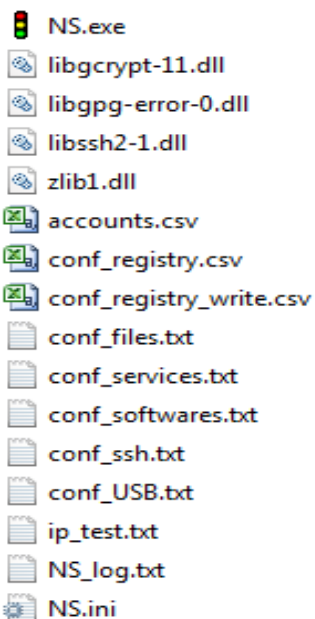 NS.exe
libgcrypt-11.dll
libgpg-error-0.dll
libssh2-1.dll
zlib1.dll
accounts.csv
conf_registry.csv
conf_registry_write.csv
conf_files.txt
conf_services.txt
conf_softwares.txt
conf_ssh.txt
conf_USB.txt
ip_test.txt
NS_log.txt
NS.ini